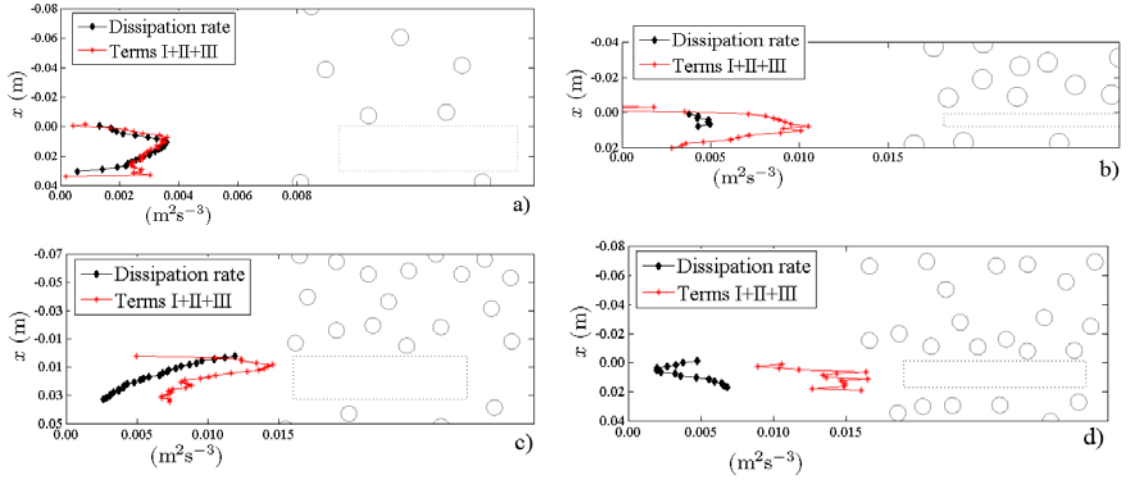 -0.08
-0.06
-0.04
-0.02
0.00
0.02
0.04
x (m)
Dissipation rate
Terms I+II+III
0.00 0.002 0.004 0.006 0.008
(m²s⁻³)
a)
-0.04
-0.02
0.00
0.02
x (m)
Dissipation rate
Terms I+II+III
0.00 0.005 0.010 0.015
(m²s⁻³)
b)
-0.07
-0.05
-0.03
-0.01
0.01
0.03
0.05
x (m)
Dissipation rate
Terms I+II+III
0.00 0.005 0.010 0.015
(m²s⁻³)
c)
-0.08
-0.06
-0.04
-0.02
0.00
0.02
0.04
x (m)
Dissipation rate
Terms I+II+III
0.00 0.005 0.010 0.015
(m²s⁻³)
d)